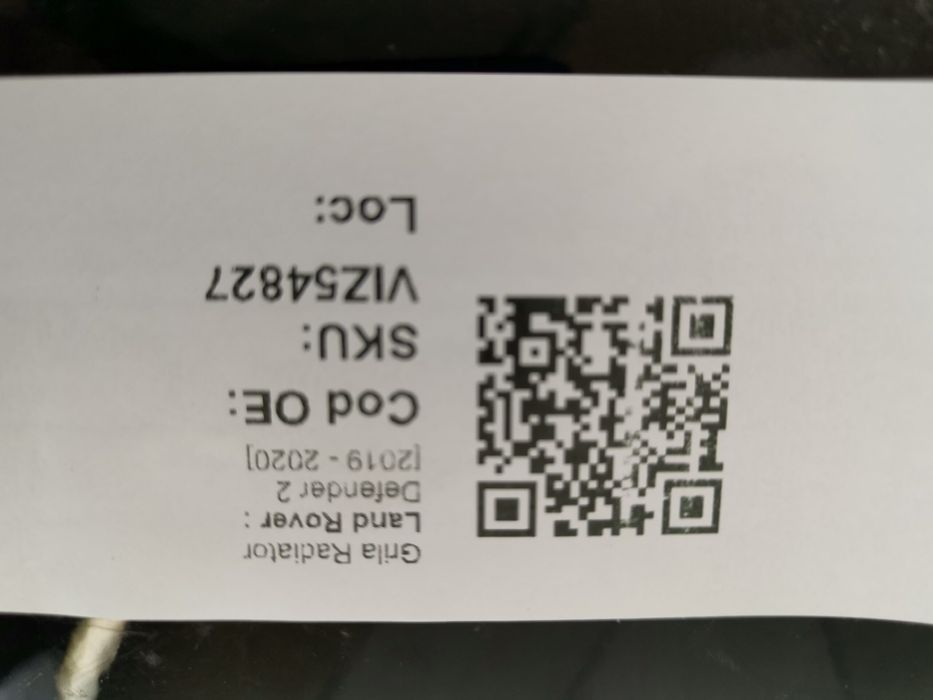 Grila Radiator
Land Rover :
Defender 2
[2019 - 2020]
Cod OE:
SKU:
VIZ54827
Loc: